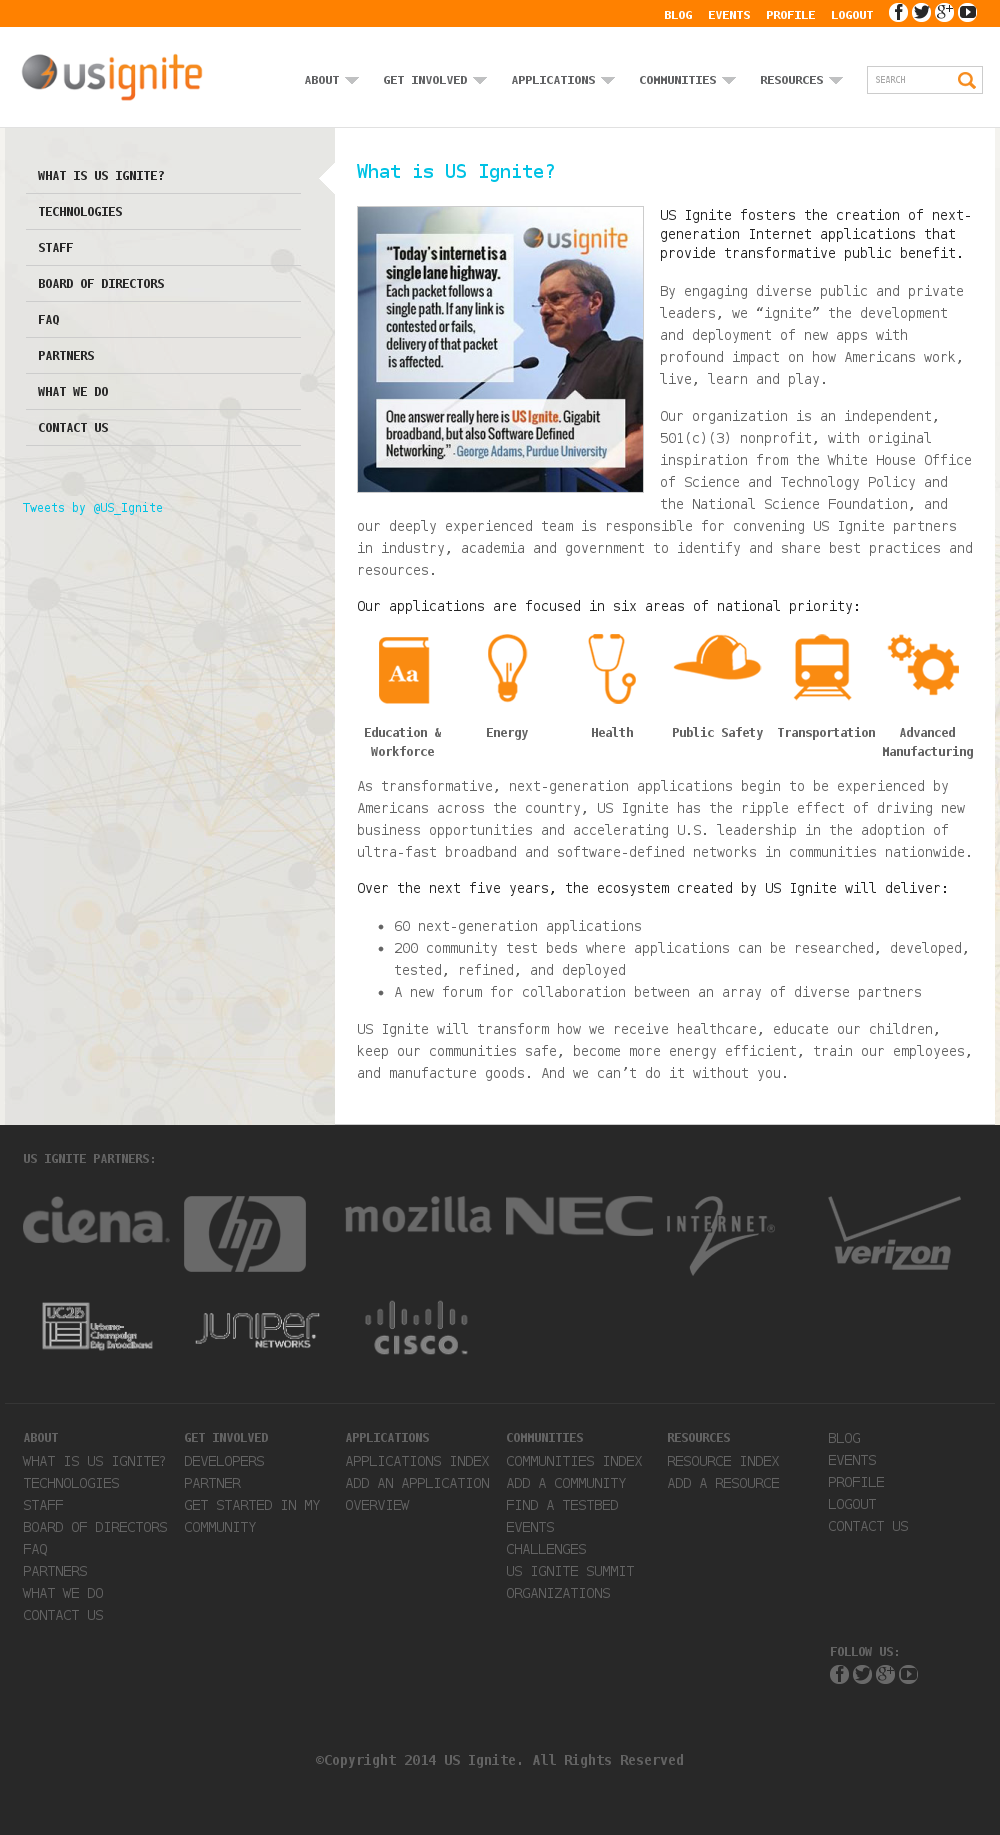 BLOG EVENTS PROFILE LOGOUT
usignite
ABOUT GET INVOLVED APPLICATIONS COMMUNITIES RESOURCES SEARCH
WHAT IS US IGNITE?
TECHNOLOGIES
STAFF
BOARD OF DIRECTORS
FAQ
PARTNERS
WHAT WE DO
CONTACT US
Tweets by @US_Ignite
What is US Ignite?
usignite
“Today’s internet is a
single lane highway.
Each packet follows a
single path. If any link is
contested or fails,
delivery of that packet
is affected.
One answer really here is US Ignite. Gigabit
broadband, but also Software Defined
Networking.” - George Adams, Purdue University
US Ignite fosters the creation of next-
generation Internet applications that
provide transformative public benefit.
By engaging diverse public and private
leaders, we “ignite” the development
and deployment of new apps with
profound impact on how Americans work,
live, learn and play.
Our organization is an independent,
501(c)(3) nonprofit, with original
inspiration from the White House Office
of Science and Technology Policy and
the National Science Foundation, and
our deeply experienced team is responsible for convening US Ignite partners
in industry, academia and government to identify and share best practices and
resources.
Our applications are focused in six areas of national priority:
Aa
Education &
Workforce
Energy
Health
Public Safety
Transportation
Advanced
Manufacturing
As transformative, next-generation applications begin to be experienced by
Americans across the country, US Ignite has the ripple effect of driving new
business opportunities and accelerating U.S. leadership in the adoption of
ultra-fast broadband and software-defined networks in communities nationwide.
Over the next five years, the ecosystem created by US Ignite will deliver:
• 60 next-generation applications
• 200 community test beds where applications can be researched, developed,
tested, refined, and deployed
• A new forum for collaboration between an array of diverse partners
US Ignite will transform how we receive healthcare, educate our children,
keep our communities safe, become more energy efficient, train our employees,
and manufacture goods. And we can’t do it without you.
US IGNITE PARTNERS:
ciena®
hp
mozilla
NEC
INTERNET® 2
verizon
UC2B
Urbana-
Champaign
Big Broadband
JUNIPER
NETWORKS
CISCO
ABOUT
WHAT IS US IGNITE?
TECHNOLOGIES
STAFF
BOARD OF DIRECTORS
FAQ
PARTNERS
WHAT WE DO
CONTACT US
GET INVOLVED
DEVELOPERS
PARTNER
GET STARTED IN MY
COMMUNITY
APPLICATIONS
APPLICATIONS INDEX
ADD AN APPLICATION
OVERVIEW
COMMUNITIES
COMMUNITIES INDEX
ADD A COMMUNITY
FIND A TESTBED
EVENTS
CHALLENGES
US IGNITE SUMMIT
ORGANIZATIONS
RESOURCES
RESOURCE INDEX
ADD A RESOURCE
BLOG
EVENTS
PROFILE
LOGOUT
CONTACT US
FOLLOW US:
©Copyright 2014 US Ignite. All Rights Reserved